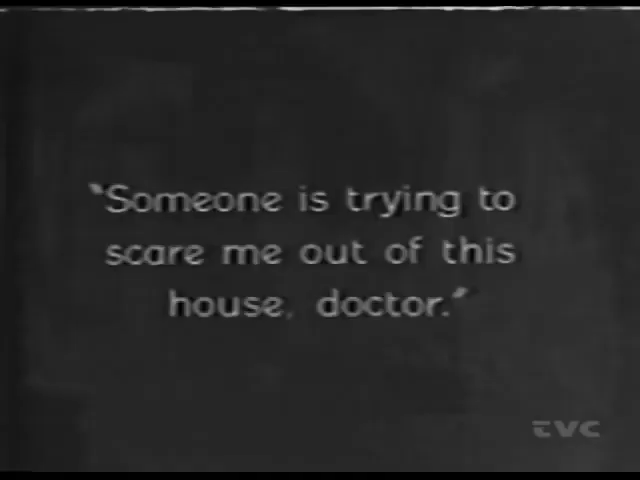 "Someone is trying to
scare me out of this
house, doctor."
TVC